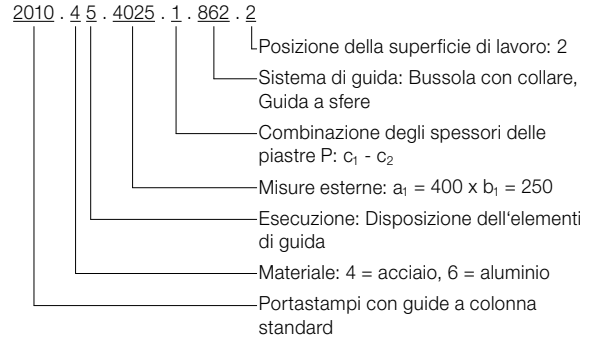 2010 . 4 5 . 4025 . 1 . 862 . 2
Posizione della superficie di lavoro: 2
Sistema di guida: Bussola con collare,
Guida a sfere
Combinazione degli spessori delle
piastre P: c₁ - c₂
Misure esterne: a₁ = 400 x b₁ = 250
Esecuzione: Disposizione dell‘elementi
di guida
Materiale: 4 = acciaio, 6 = aluminio
Portastampi con guide a colonna
standard